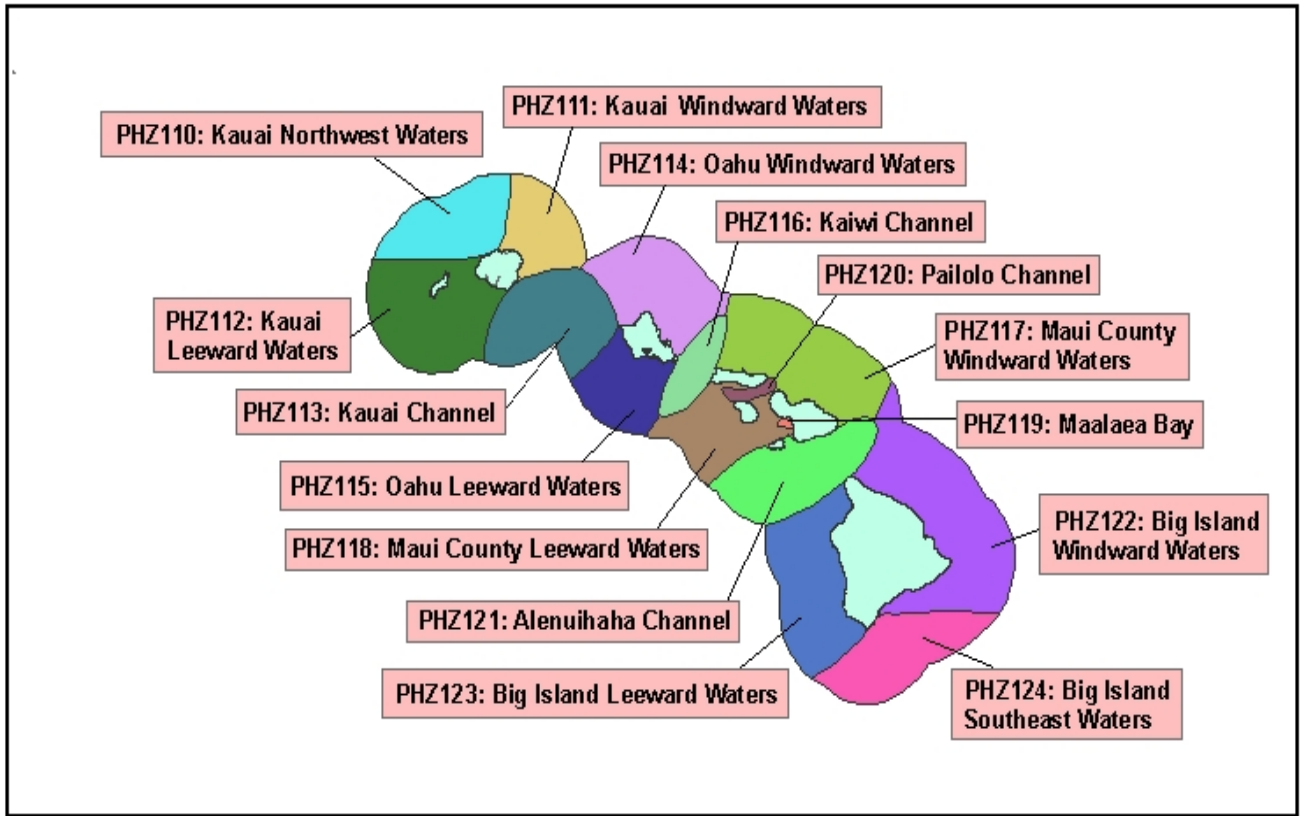 PHZ111: Kauai Windward Waters
PHZ110: Kauai Northwest Waters
PHZ114: Oahu Windward Waters
PHZ116: Kaiwi Channel
PHZ120: Pailolo Channel
PHZ112: Kauai
Leeward Waters
PHZ117: Maui County
Windward Waters
PHZ113: Kauai Channel
PHZ119: Maalaea Bay
PHZ115: Oahu Leeward Waters
PHZ122: Big Island
Windward Waters
PHZ118: Maui County Leeward Waters
PHZ121: Alenuihaha Channel
PHZ123: Big Island Leeward Waters
PHZ124: Big Island
Southeast Waters